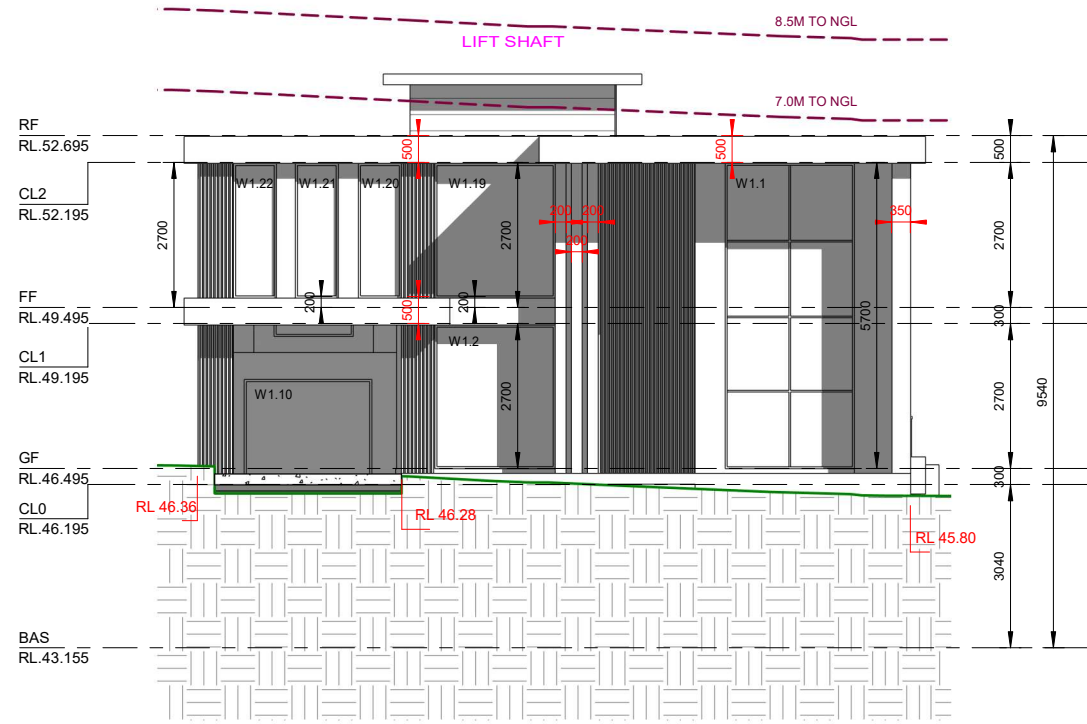 8.5M TO NGL
LIFT SHAFT
7.0M TO NGL
RF
RL.52.695
500
500
500
CL2
RL.52.195
W1.22
W1.21
W1.20
W1.19
W1.1
200
200
350
200
2700
2700
2700
FF
RL.49.495
200
500
200
300
5700
CL1
RL.49.195
W1.2
W1.10
2700
2700
9540
GF
RL.46.495
300
CL0
RL.46.195
RL 46.36
RL 46.28
RL 45.80
3040
BAS
RL.43.155